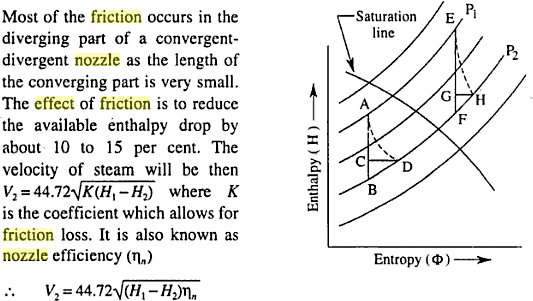 Most of the friction occurs in the
diverging part of a convergent-
divergent nozzle as the length of
the converging part is very small.
The effect of friction is to reduce
the available enthalpy drop by
about 10 to 15 per cent. The
velocity of steam will be then
V₂ = 44.72√K(H₁ – H₂) where K
is the coefficient which allows for
friction loss. It is also known as
nozzle efficiency (ηₙ)
∴ V₂ = 44.72√(H₁ – H₂)ηₙ
Saturation
line
E
P₁
P₂
A
G
H
F
C
D
B
Enthalpy (H)
Entropy (Φ)